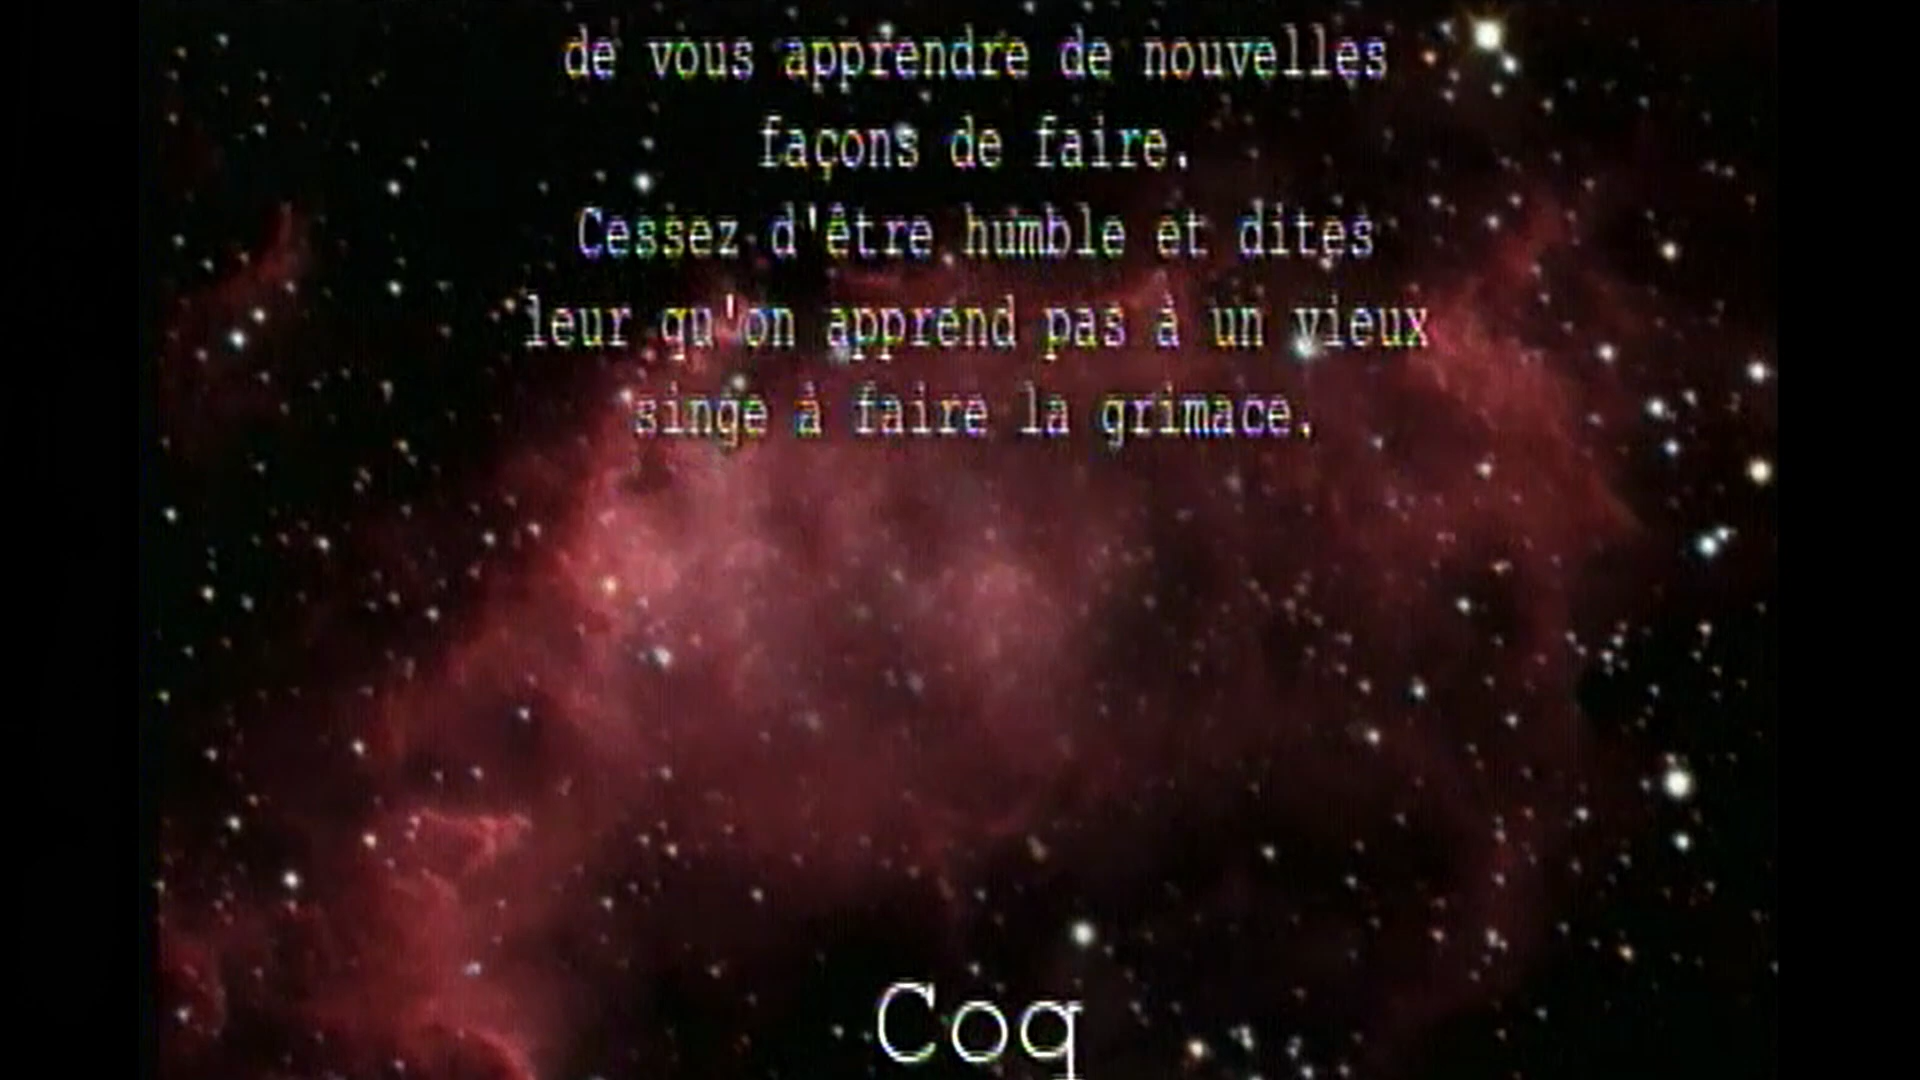 de vous apprendre de nouvelles
façons de faire.
Cessez d'être humble et dites
leur qu'on apprend pas à un vieux
singe à faire la grimace.
Coq